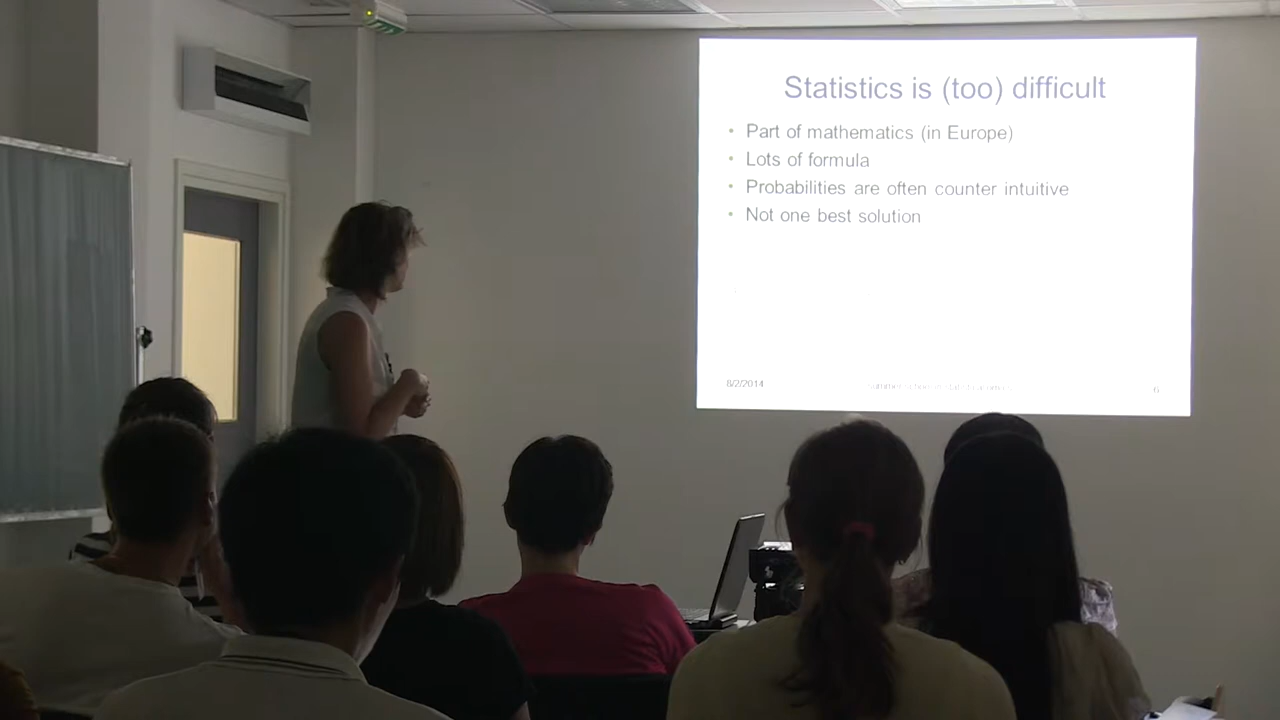 Statistics is (too) difficult
• Part of mathematics (in Europe)
• Lots of formula
• Probabilities are often counter intuitive
• Not one best solution
8/2/2014
6